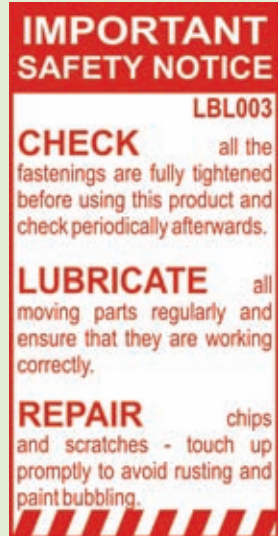 IMPORTANT
SAFETY NOTICE
LBL003
CHECK all the
fastenings are fully tightened
before using this product and
check periodically afterwards.
LUBRICATE all
moving parts regularly and
ensure that they are working
correctly.
REPAIR chips
and scratches - touch up
promptly to avoid rusting and
paint bubbling.